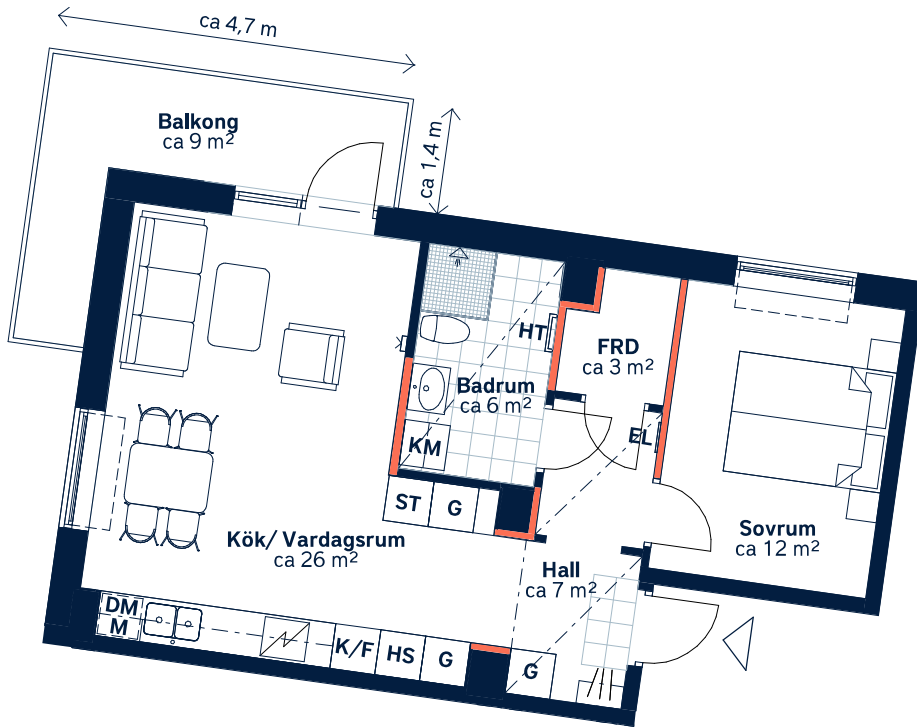 ca 4,7 m
Balkong
ca 9 m²
ca 1,4 m
HT
FRD
ca 3 m²
Badrum
ca 6 m²
EL
KM
ST
G
Sovrum
ca 12 m²
Kök/ Vardagsrum
ca 26 m²
Hall
ca 7 m²
DM
M
K/F
HS
G
G